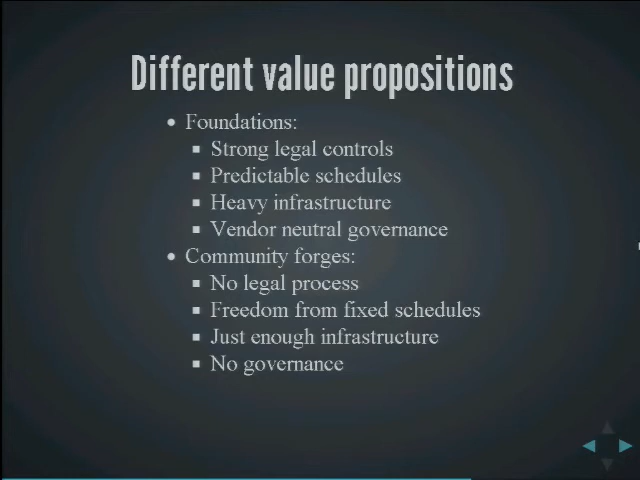 Different value propositions
• Foundations:
▪ Strong legal controls
▪ Predictable schedules
▪ Heavy infrastructure
▪ Vendor neutral governance
• Community forges:
▪ No legal process
▪ Freedom from fixed schedules
▪ Just enough infrastructure
▪ No governance